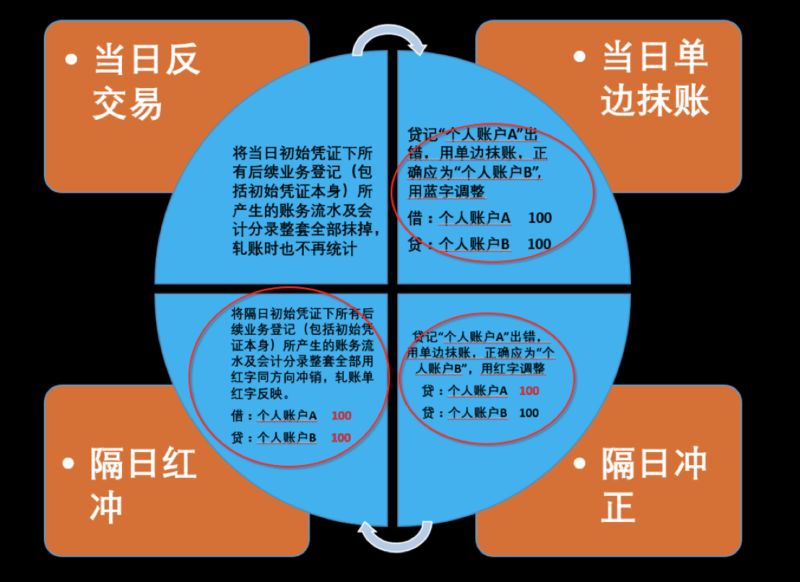 • 当日反
交易
• 当日单
边抹账
将当日初始凭证下所
有后续业务登记（包
括初始凭证本身）所
产生的账务流水及会
计分录整套全部抹掉，
轧账时也不再统计
贷记“个人账户A”出
错，用单边抹账，正
确应为“个人账户B”，
用蓝字调整
借：个人账户A 100
贷：个人账户B 100
将隔日初始凭证下所有后
续业务登记（包括初始凭
证本身）所产生的账务流
水及会计分录整套全部用
红字同方向冲销，轧账单
红字反映。
借：个人账户A 100
贷：个人账户B 100
贷记“个人账户A”出错，
用单边抹账，正确应为“个
人账户B”，用红字调整
贷：个人账户A 100
贷：个人账户B 100
• 隔日红
冲
• 隔日冲
正